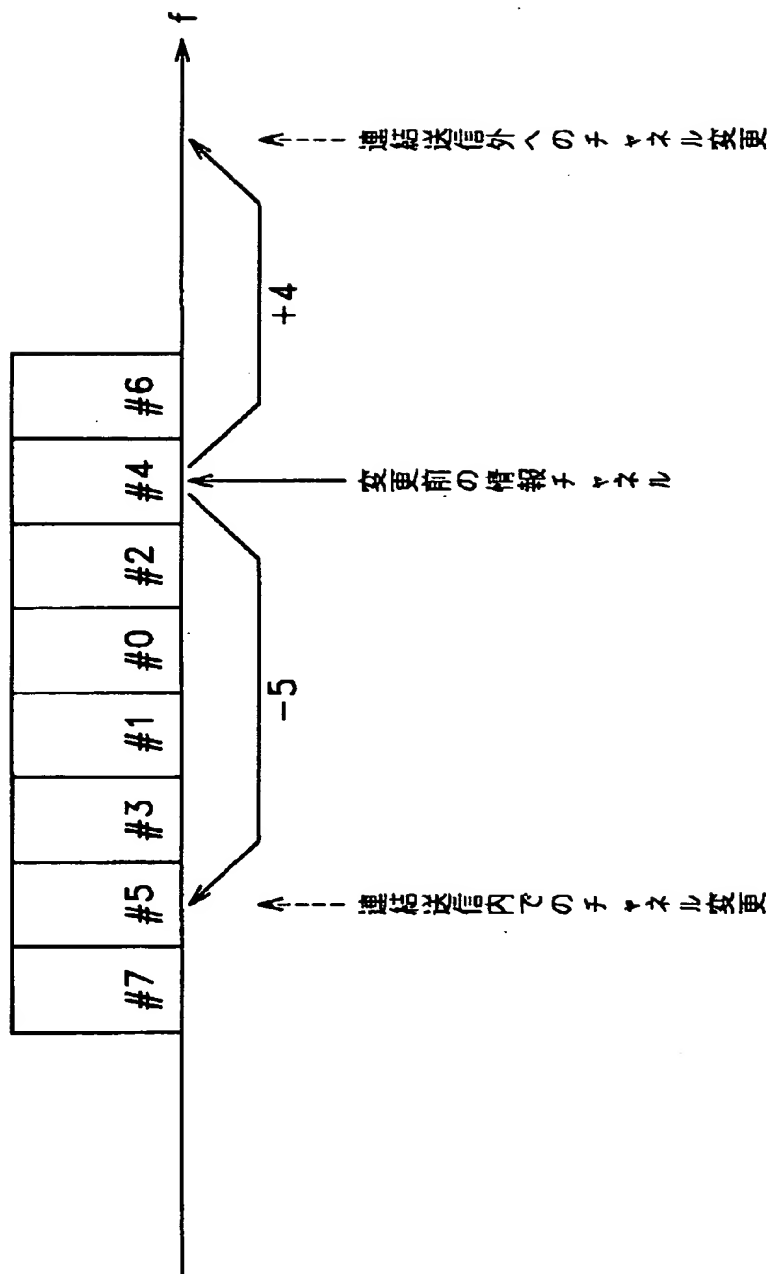 #7 #5 #3 #1 #0 #2 #4 #6
f
-5
+4
連結送信内でのチャネル変更
変更前の情報チャネル
連結送信外へのチャネル変更